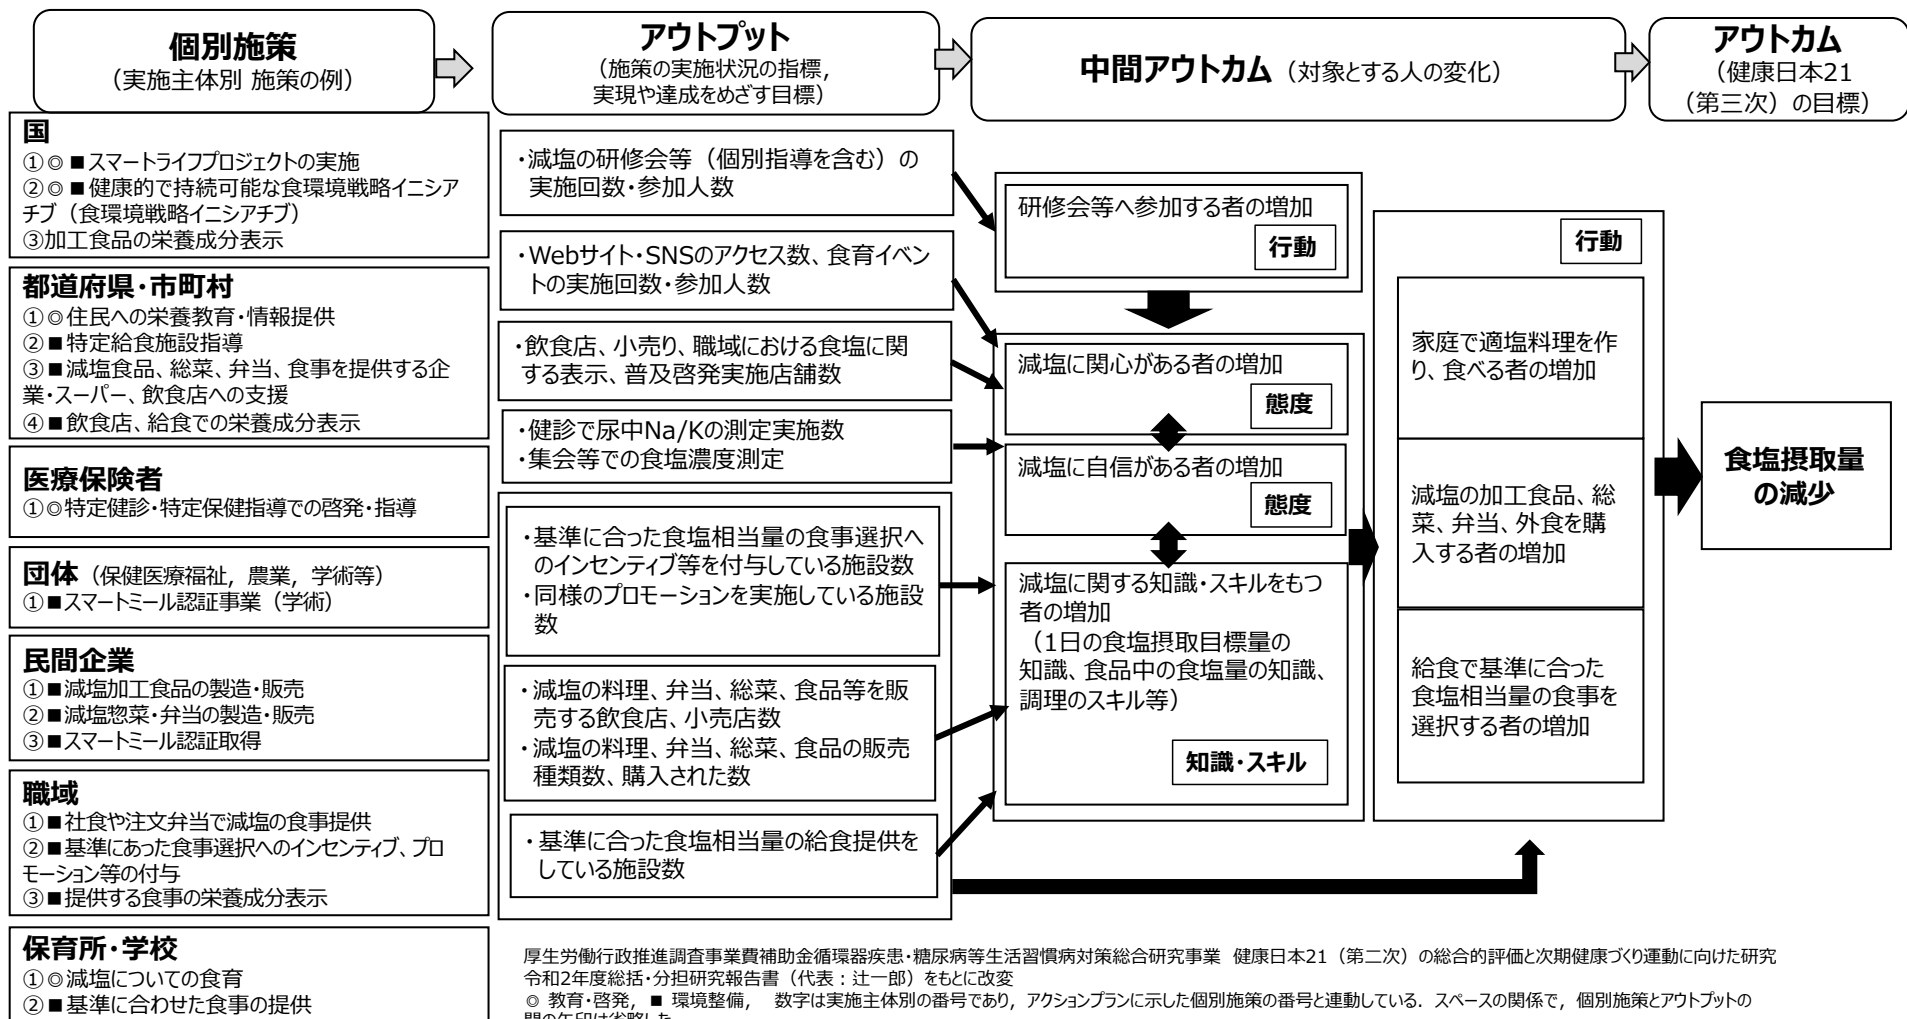 個別施策
（実施主体別 施策の例）
アウトプット
（施策の実施状況の指標，
実現や達成をめざす目標）
中間アウトカム（対象とする人の変化）
アウトカム
（健康日本21
（第三次）の目標）
国
①◎■スマートライフプロジェクトの実施
②◎■健康的で持続可能な食環境戦略イニシア
チブ（食環境戦略イニシアチブ）
③加工食品の栄養成分表示
都道府県・市町村
①◎住民への栄養教育・情報提供
②■特定給食施設指導
③■減塩食品、総菜、弁当、食事を提供する企
業・スーパー、飲食店への支援
④■飲食店、給食での栄養成分表示
医療保険者
①◎特定健診・特定保健指導での啓発・指導
団体（保健医療福祉，農業，学術等）
①■スマートミール認証事業（学術）
民間企業
①■減塩加工食品の製造・販売
②■減塩惣菜・弁当の製造・販売
③■スマートミール認証取得
職域
①■社食や注文弁当で減塩の食事提供
②■基準にあった食事選択へのインセンティブ、プロ
モーション等の付与
③■提供する食事の栄養成分表示
保育所・学校
①◎減塩についての食育
②■基準に合わせた食事の提供
・減塩の研修会等（個別指導を含む）の
実施回数・参加人数
・Webサイト・SNSのアクセス数、食育イベン
トの実施回数・参加人数
・飲食店、小売り、職域における食塩に関
する表示、普及啓発実施店舗数
・健診で尿中Na/Kの測定実施数
・集会等での食塩濃度測定
・基準に合った食塩相当量の食事選択へ
のインセンティブ等を付与している施設数
・同様のプロモーションを実施している施設
数
・減塩の料理、弁当、総菜、食品等を販
売する飲食店、小売店数
・減塩の料理、弁当、総菜、食品の販売
種類数、購入された数
・基準に合った食塩相当量の給食提供を
している施設数
研修会等へ参加する者の増加
行動
減塩に関心がある者の増加
態度
減塩に自信がある者の増加
態度
減塩に関する知識・スキルをもつ
者の増加
（1日の食塩摂取目標量の
知識、食品中の食塩量の知識、
調理のスキル等）
知識・スキル
行動
家庭で適塩料理を作
り、食べる者の増加
減塩の加工食品、総
菜、弁当、外食を購
入する者の増加
給食で基準に合った
食塩相当量の食事を
選択する者の増加
食塩摂取量
の減少
厚生労働行政推進調査事業費補助金循環器疾患・糖尿病等生活習慣病対策総合研究事業 健康日本21（第二次）の総合的評価と次期健康づくり運動に向けた研究
令和2年度総括・分担研究報告書（代表：辻一郎）をもとに改変
◎ 教育・啓発，■ 環境整備， 数字は実施主体別の番号であり，アクションプランに示した個別施策の番号と連動している．スペースの関係で，個別施策とアウトプットの